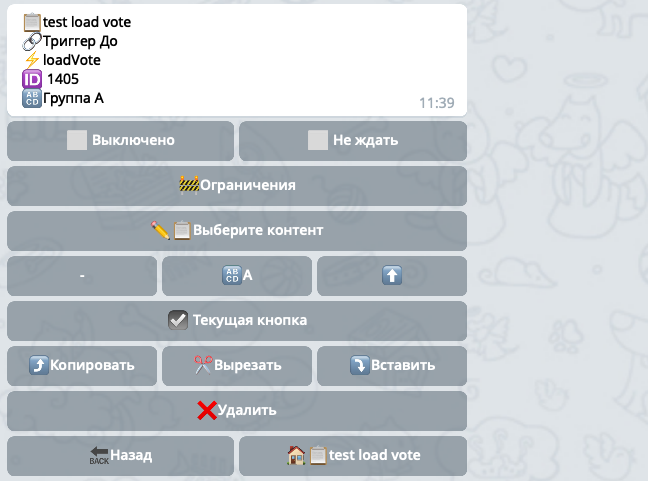 📋test load vote
🔗Триггер До
⚡loadVote
🆔 1405
🔠Группа А
11:39
⬜ Выключено
⬜ Не ждать
🚧Ограничения
✏️📋Выберите контент
-
🔠А
⬆️
☑️ Текущая кнопка
⤴️Копировать
✂️Вырезать
⤵️Вставить
❌Удалить
🔙Назад
🏠📋test load vote